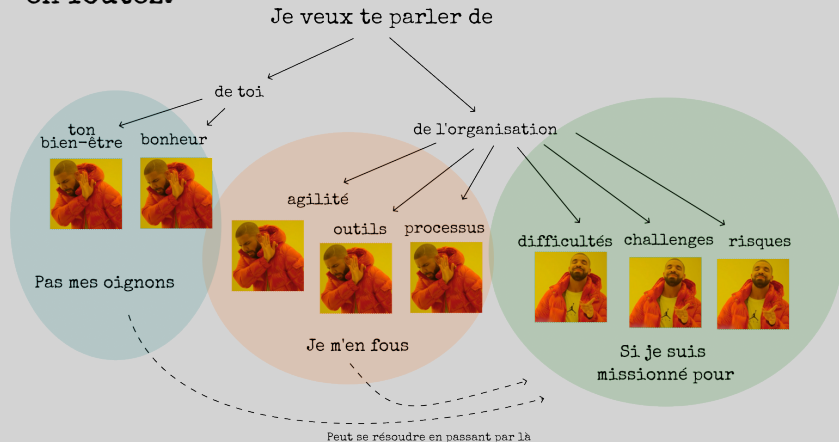 Je veux te parler de
de toi
ton
bien-être
bonheur
de l'organisation
agilité
outils
processus
difficultés
challenges
risques
Pas mes oignons
Je m'en fous
Si je suis
missionné pour
Peut se résoudre en passant par là